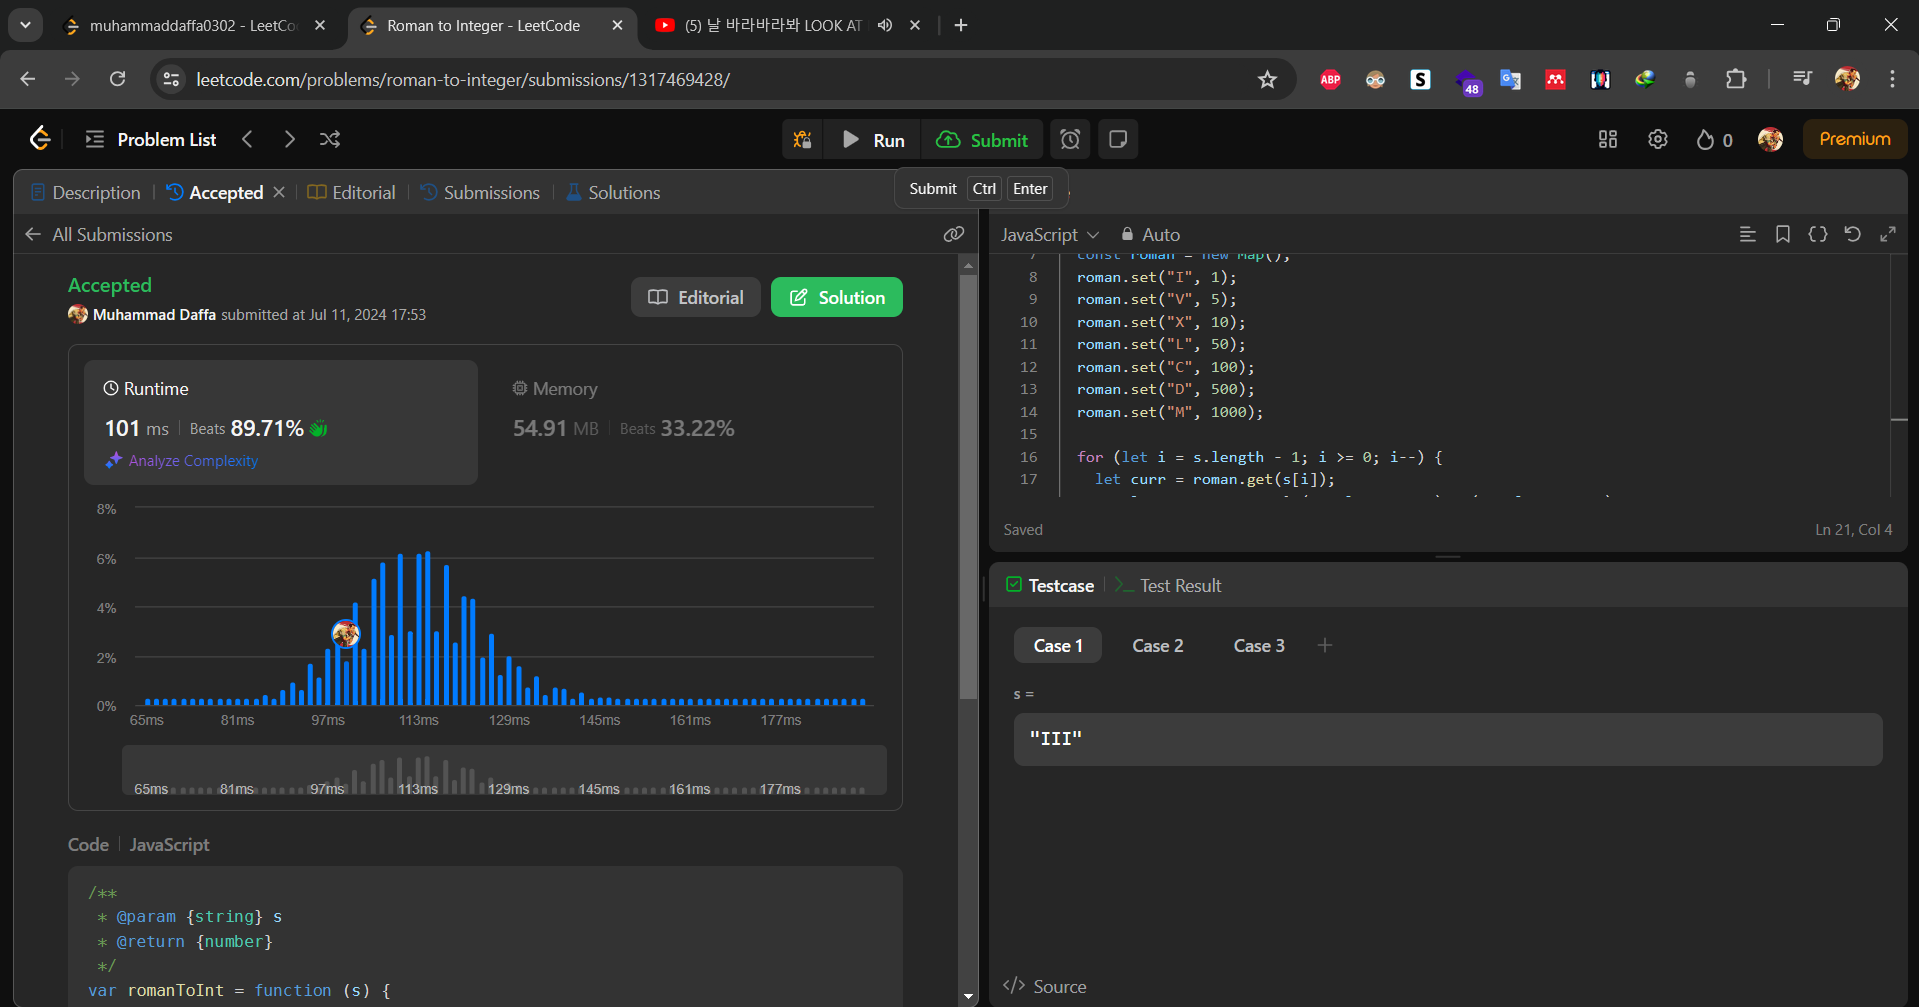 muhammaddaffa0302 - LeetCo
Roman to Integer - LeetCode
(5) 날 바라바라봐 LOOK AT
leetcode.com/problems/roman-to-integer/submissions/1317469428/
ABP
S
48
Problem List
Run
Submit
0
Premium
Description
Accepted
Editorial
Submissions
Solutions
Submit Ctrl Enter
All Submissions
JavaScript
Auto
Accepted
Muhammad Daffa submitted at Jul 11, 2024 17:53
Editorial
Solution
Runtime
101 ms | Beats 89.71%
Analyze Complexity
Memory
54.91 MB | Beats 33.22%
8%
6%
4%
2%
0%
65ms 81ms 97ms 113ms 129ms 145ms 161ms 177ms
65ms 81ms 97ms 113ms 129ms 145ms 161ms 177ms
Code | JavaScript
/**
* @param {string} s
* @return {number}
*/
var romanToInt = function (s) {
7 const roman = new Map();
8 roman.set("I", 1);
9 roman.set("V", 5);
10 roman.set("X", 10);
11 roman.set("L", 50);
12 roman.set("C", 100);
13 roman.set("D", 500);
14 roman.set("M", 1000);
15
16 for (let i = s.length - 1; i >= 0; i--) {
17 let curr = roman.get(s[i]);
Saved
Ln 21, Col 4
Testcase
>_ Test Result
Case 1
Case 2
Case 3
+
s =
"III"
</> Source